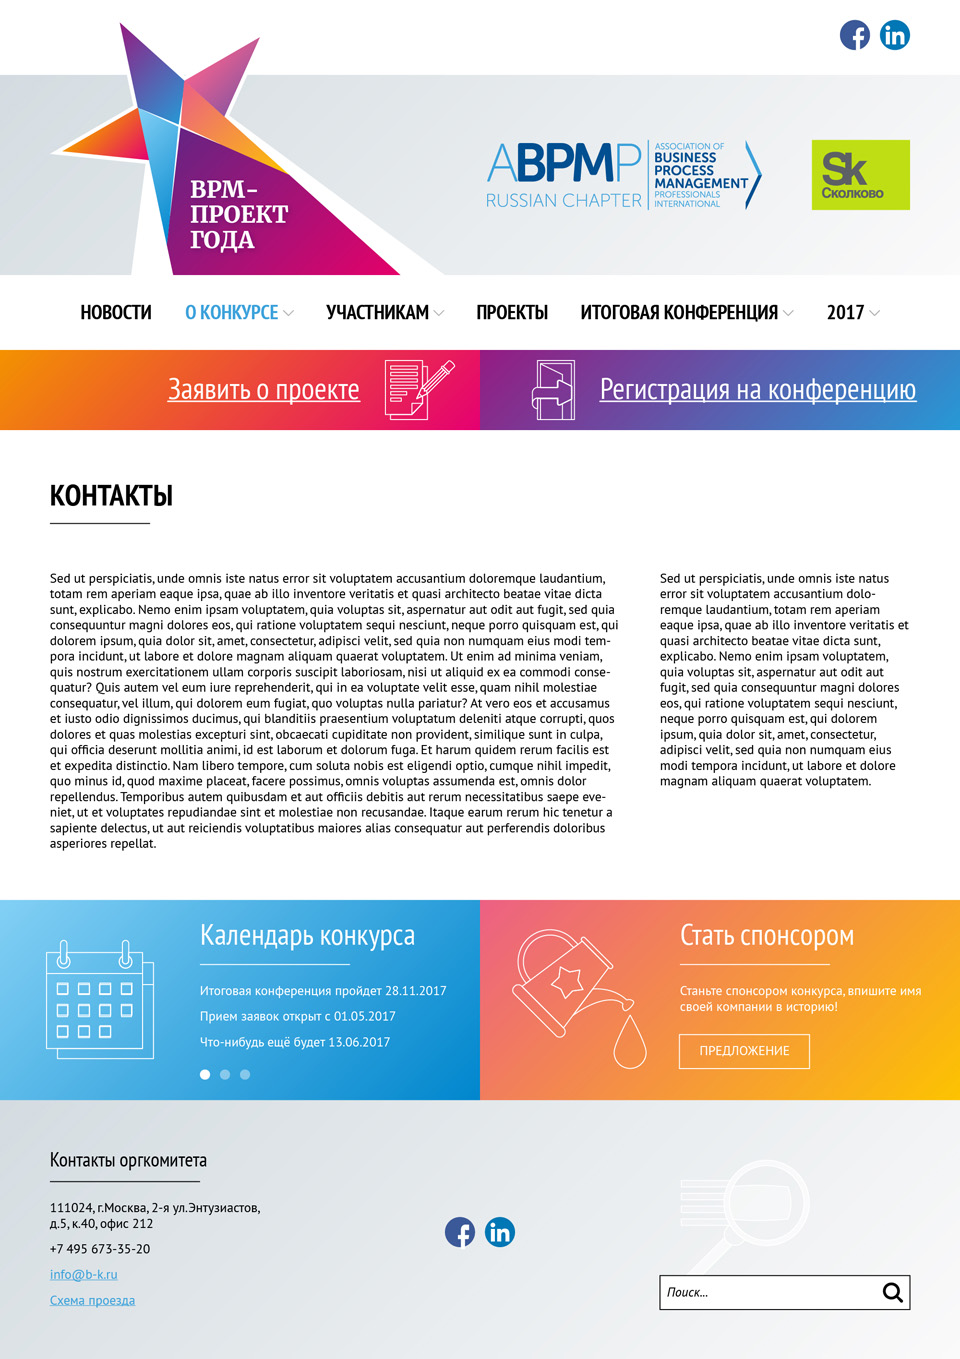 BPM-
ПРОЕКТ
ГОДА
ABPMP
RUSSIAN CHAPTER
ASSOCIATION OF
BUSINESS
PROCESS
MANAGEMENT
PROFESSIONALS
INTERNATIONAL
Sk
Сколково
НОВОСТИ О КОНКУРСЕ УЧАСТНИКАМ ПРОЕКТЫ ИТОГОВАЯ КОНФЕРЕНЦИЯ 2017
Заявить о проекте
Регистрация на конференцию
КОНТАКТЫ
Sed ut perspiciatis, unde omnis iste natus error sit voluptatem accusantium doloremque laudantium,
totam rem aperiam eaque ipsa, quae ab illo inventore veritatis et quasi architecto beatae vitae dicta
sunt, explicabo. Nemo enim ipsam voluptatem, quia voluptas sit, aspernatur aut odit aut fugit, sed quia
consequuntur magni dolores eos, qui ratione voluptatem sequi nesciunt, neque porro quisquam est, qui
dolorem ipsum, quia dolor sit, amet, consectetur, adipisci velit, sed quia non numquam eius modi tem-
pora incidunt, ut labore et dolore magnam aliquam quaerat voluptatem. Ut enim ad minima veniam,
quis nostrum exercitationem ullam corporis suscipit laboriosam, nisi ut aliquid ex ea commodi conse-
quatur? Quis autem vel eum iure reprehenderit, qui in ea voluptate velit esse, quam nihil molestiae
consequatur, vel illum, qui dolorem eum fugiat, quo voluptas nulla pariatur? At vero eos et accusamus
et iusto odio dignissimos ducimus, qui blanditiis praesentium voluptatum deleniti atque corrupti, quos
dolores et quas molestias excepturi sint, obcaecati cupiditate non provident, similique sunt in culpa,
qui officia deserunt mollitia animi, id est laborum et dolorum fuga. Et harum quidem rerum facilis est
et expedita distinctio. Nam libero tempore, cum soluta nobis est eligendi optio, cumque nihil impedit,
quo minus id, quod maxime placeat, facere possimus, omnis voluptas assumenda est, omnis dolor
repellendus. Temporibus autem quibusdam et aut officiis debitis aut rerum necessitatibus saepe eve-
niet, ut et voluptates repudiandae sint et molestiae non recusandae. Itaque earum rerum hic tenetur a
sapiente delectus, ut aut reiciendis voluptatibus maiores alias consequatur aut perferendis doloribus
asperiores repellat.
Sed ut perspiciatis, unde omnis iste natus
error sit voluptatem accusantium dolo-
remque laudantium, totam rem aperiam
eaque ipsa, quae ab illo inventore veritatis et
quasi architecto beatae vitae dicta sunt,
explicabo. Nemo enim ipsam voluptatem,
quia voluptas sit, aspernatur aut odit aut
fugit, sed quia consequuntur magni dolores
eos, qui ratione voluptatem sequi nesciunt,
neque porro quisquam est, qui dolorem
ipsum, quia dolor sit, amet, consectetur,
adipisci velit, sed quia non numquam eius
modi tempora incidunt, ut labore et dolore
magnam aliquam quaerat voluptatem.
Календарь конкурса
Итоговая конференция пройдет 28.11.2017
Прием заявок открыт с 01.05.2017
Что-нибудь ещё будет 13.06.2017
Стать спонсором
Станьте спонсором конкурса, впишите имя
своей компании в историю!
ПРЕДЛОЖЕНИЕ
Контакты оргкомитета
111024, г.Москва, 2-я ул.Энтузиастов,
д.5, к.40, офис 212
+7 495 673-35-20
info@b-k.ru
Схема проезда
Поиск...